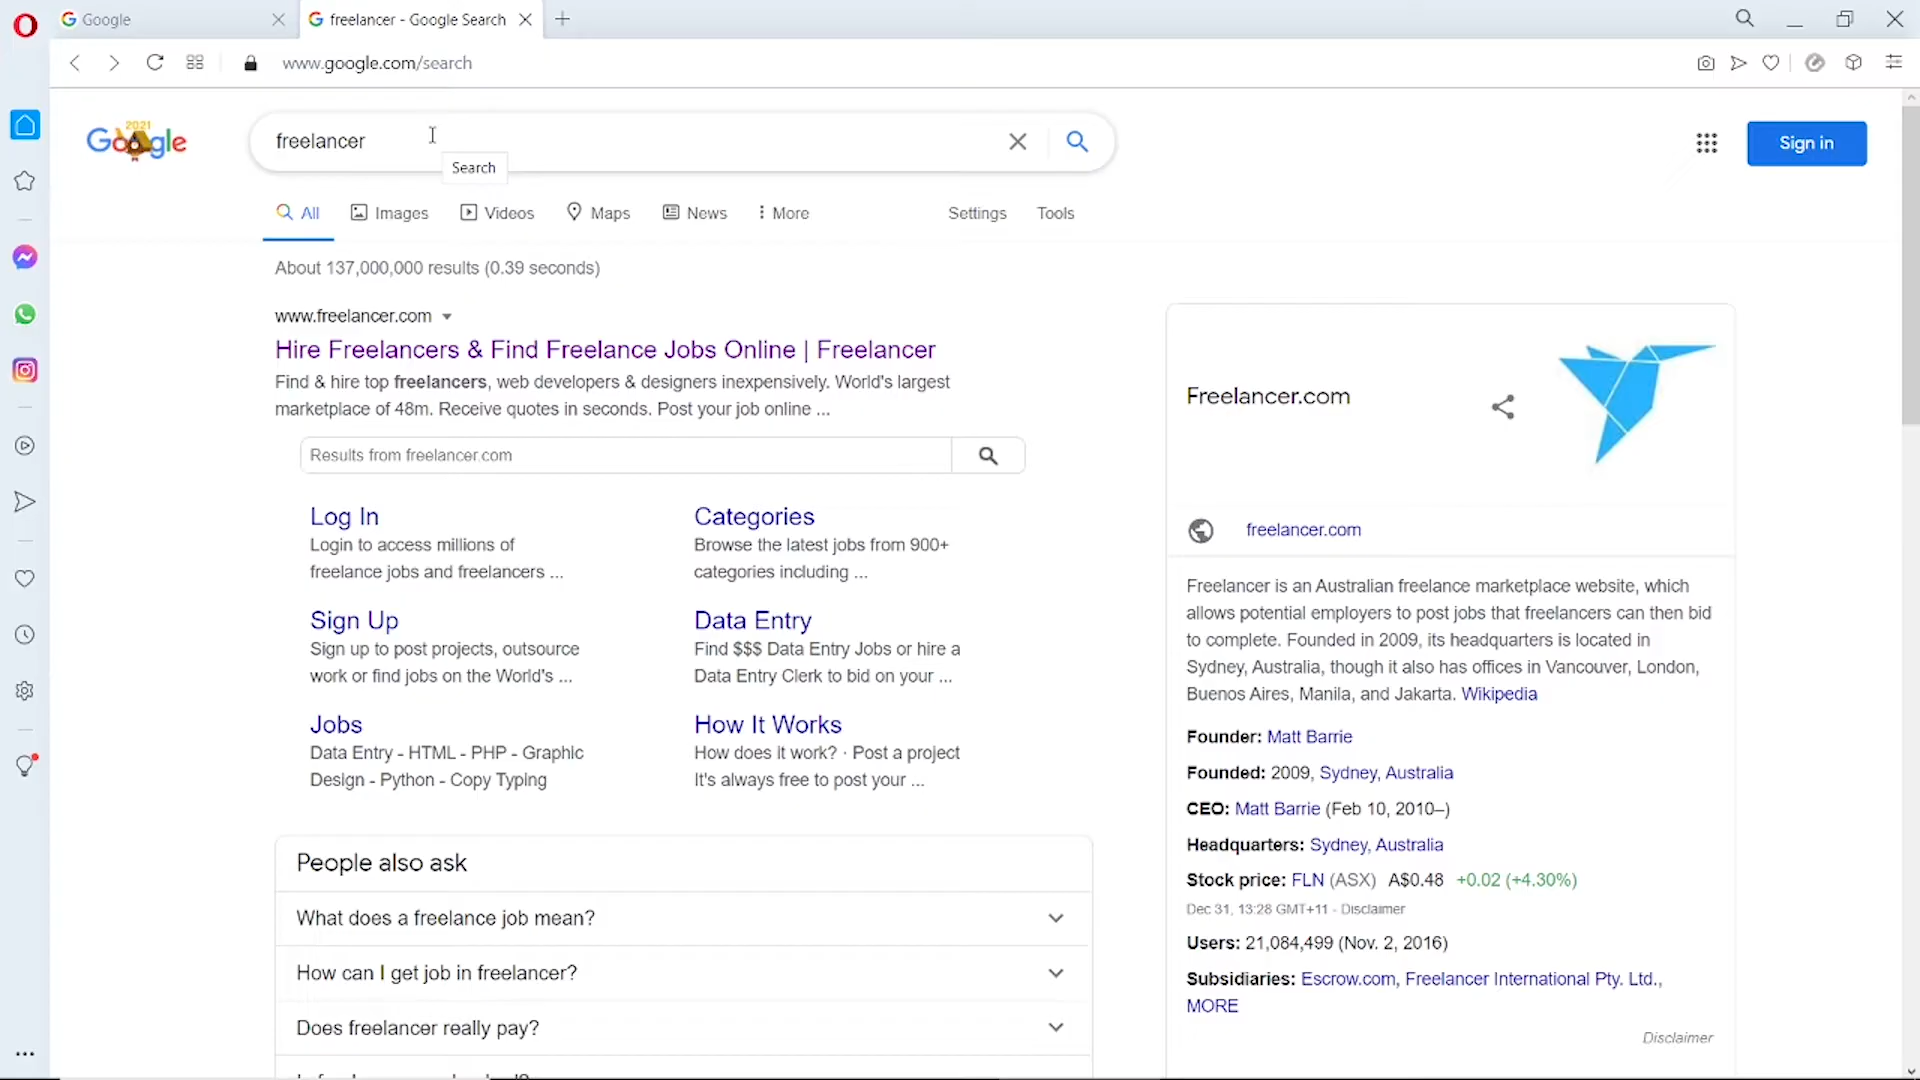 Google
freelancer - Google Search
www.google.com/search
2021
Google
freelancer
Search
Sign in
All
Images
Videos
Maps
News
More
Settings
Tools
About 137,000,000 results (0.39 seconds)
www.freelancer.com
Hire Freelancers & Find Freelance Jobs Online | Freelancer
Find & hire top freelancers, web developers & designers inexpensively. World's largest
marketplace of 48m. Receive quotes in seconds. Post your job online ...
Results from freelancer.com
Log In
Login to access millions of
freelance jobs and freelancers ...
Categories
Browse the latest jobs from 900+
categories including ...
Sign Up
Sign up to post projects, outsource
work or find jobs on the World's ...
Data Entry
Find $$$ Data Entry Jobs or hire a
Data Entry Clerk to bid on your ...
Jobs
Data Entry - HTML - PHP - Graphic
Design - Python - Copy Typing
How It Works
How does it work? · Post a project
It's always free to post your ...
People also ask
What does a freelance job mean?
How can I get job in freelancer?
Does freelancer really pay?
Freelancer.com
freelancer.com
Freelancer is an Australian freelance marketplace website, which
allows potential employers to post jobs that freelancers can then bid
to complete. Founded in 2009, its headquarters is located in
Sydney, Australia, though it also has offices in Vancouver, London,
Buenos Aires, Manila, and Jakarta. Wikipedia
Founder: Matt Barrie
Founded: 2009, Sydney, Australia
CEO: Matt Barrie (Feb 10, 2010–)
Headquarters: Sydney, Australia
Stock price: FLN (ASX) A$0.48 +0.02 (+4.30%)
Dec 31, 13:28 GMT+11 - Disclaimer
Users: 21,084,499 (Nov. 2, 2016)
Subsidiaries: Escrow.com, Freelancer International Pty. Ltd.,
MORE
Disclaimer